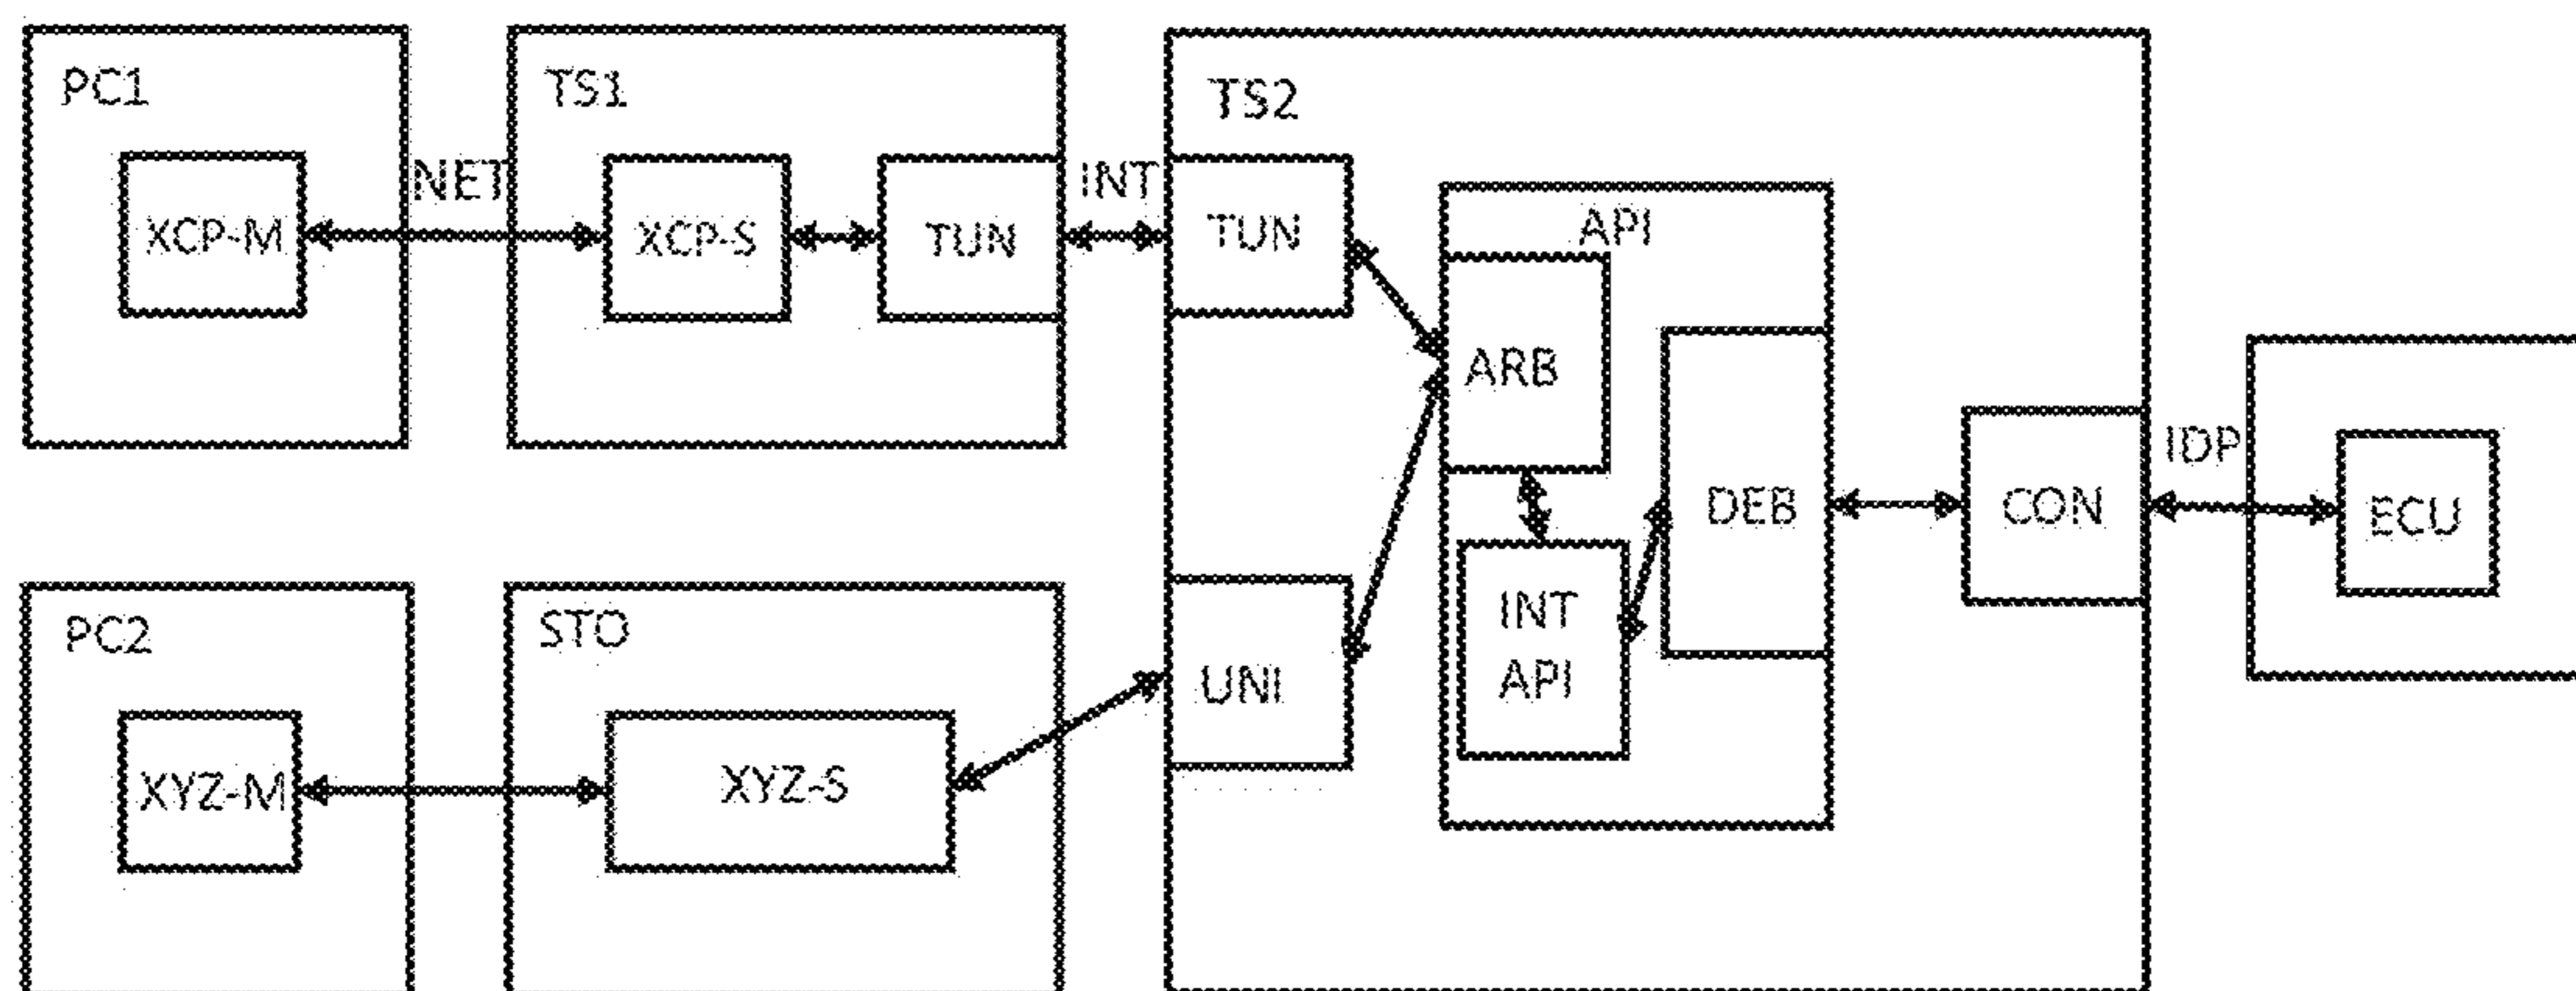 PC1
XCP-M
NET
TS1
XCP-S
TUN
INT
TS2
TUN
API
ARB
INT
API
DEB
CON
IDP
ECU
PC2
XYZ-M
STO
XYZ-S
UNI